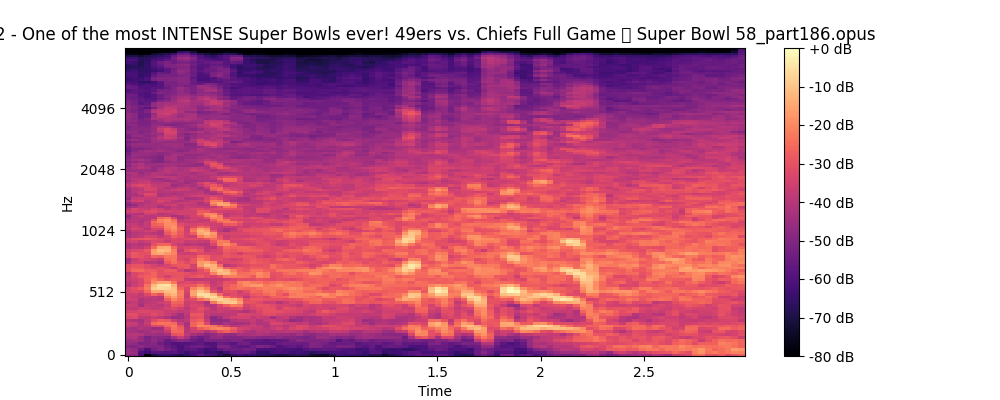 2 - One of the most INTENSE Super Bowls ever! 49ers vs. Chiefs Full Game ▯ Super Bowl 58_part186.opus
+0 dB
-10 dB
-20 dB
-30 dB
-40 dB
-50 dB
-60 dB
-70 dB
-80 dB
4096
2048
1024
512
0
Hz
0 0.5 1 1.5 2 2.5
Time